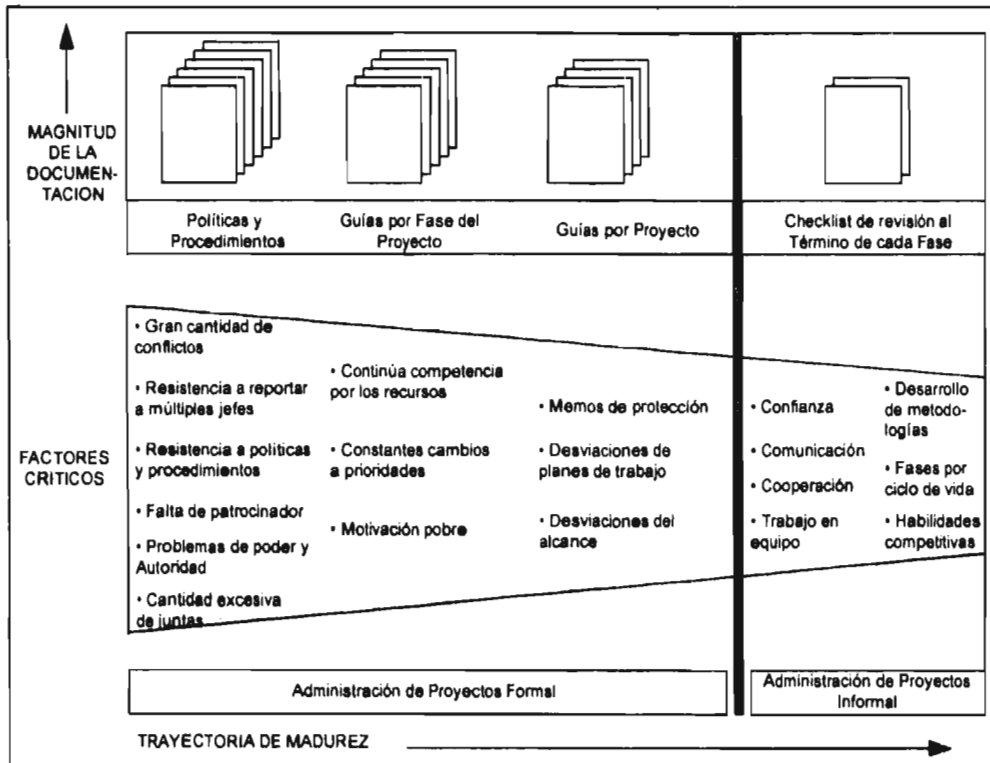 MAGNITUD
DE LA
DOCUMEN-
TACION
Políticas y
Procedimientos
Guías por Fase del
Proyecto
Guías por Proyecto
Checklist de revisión al
Término de cada Fase
FACTORES
CRITICOS
• Gran cantidad de
conflictos
• Resistencia a reportar
a múltiples jefes
• Resistencia a políticas
y procedimientos
• Falta de patrocinador
• Problemas de poder y
Autoridad
• Cantidad excesiva
de juntas
• Continúa competencia
por los recursos
• Constantes cambios
a prioridades
• Motivación pobre
• Memos de protección
• Desviaciones de
planes de trabajo
• Desviaciones del
alcance
• Confianza
• Comunicación
• Cooperación
• Trabajo en
equipo
• Desarrollo
de metodo-
logías
• Fases por
ciclo de vida
• Habilidades
competitivas
Administración de Proyectos Formal
Administración de Proyectos
Informal
TRAYECTORIA DE MADUREZ